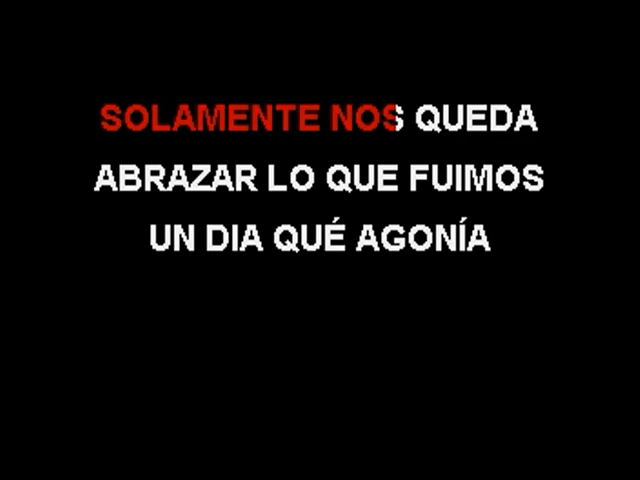 SOLAMENTE NOS QUEDA
ABRAZAR LO QUE FUIMOS
UN DIA QUÉ AGONÍA